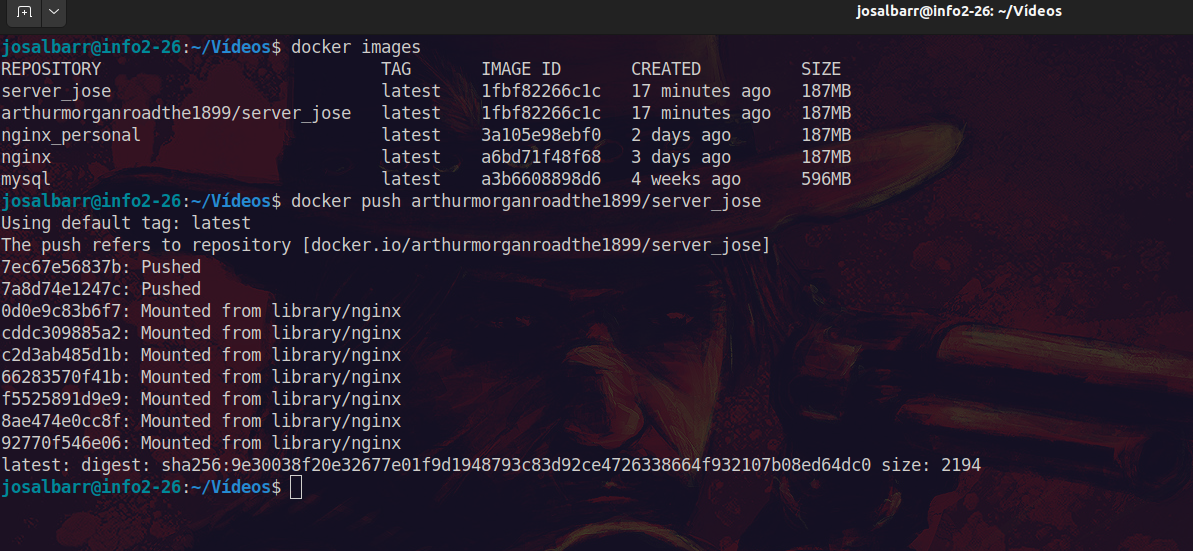 josalbarr@info2-26: ~/Vídeos
josalbarr@info2-26:~/Vídeos$ docker images
REPOSITORY TAG IMAGE ID CREATED SIZE
server_jose latest 1fbf82266c1c 17 minutes ago 187MB
arthurmorganroadthe1899/server_jose latest 1fbf82266c1c 17 minutes ago 187MB
nginx_personal latest 3a105e98ebf0 2 days ago 187MB
nginx latest a6bd71f48f68 3 days ago 187MB
mysql latest a3b6608898d6 4 weeks ago 596MB
josalbarr@info2-26:~/Vídeos$ docker push arthurmorganroadthe1899/server_jose
Using default tag: latest
The push refers to repository [docker.io/arthurmorganroadthe1899/server_jose]
7ec67e56837b: Pushed
7a8d74e1247c: Pushed
0d0e9c83b6f7: Mounted from library/nginx
cddc309885a2: Mounted from library/nginx
c2d3ab485d1b: Mounted from library/nginx
66283570f41b: Mounted from library/nginx
f5525891d9e9: Mounted from library/nginx
8ae474e0cc8f: Mounted from library/nginx
92770f546e06: Mounted from library/nginx
latest: digest: sha256:9e30038f20e32677e01f9d1948793c83d92ce4726338664f932107b08ed64dc0 size: 2194
josalbarr@info2-26:~/Vídeos$